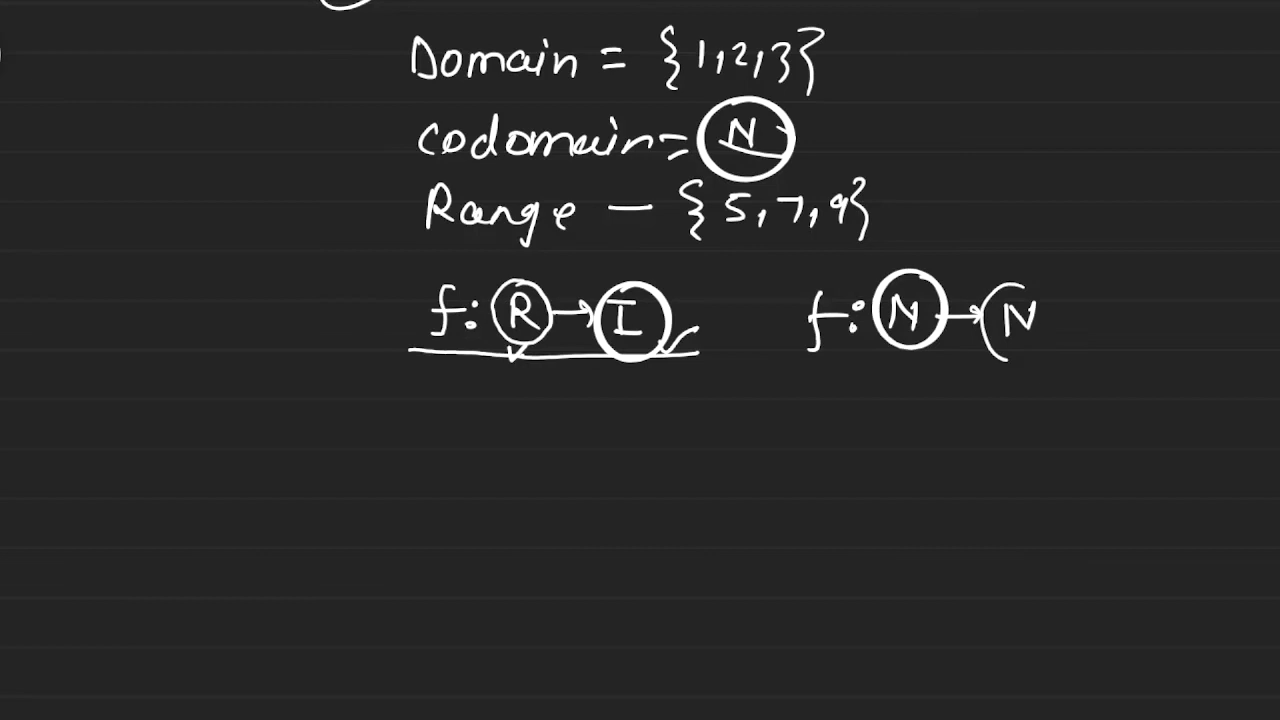 Domain = {1,2,3}
codomain = N
Range – {5,7,9}
f: R → I f: N → N